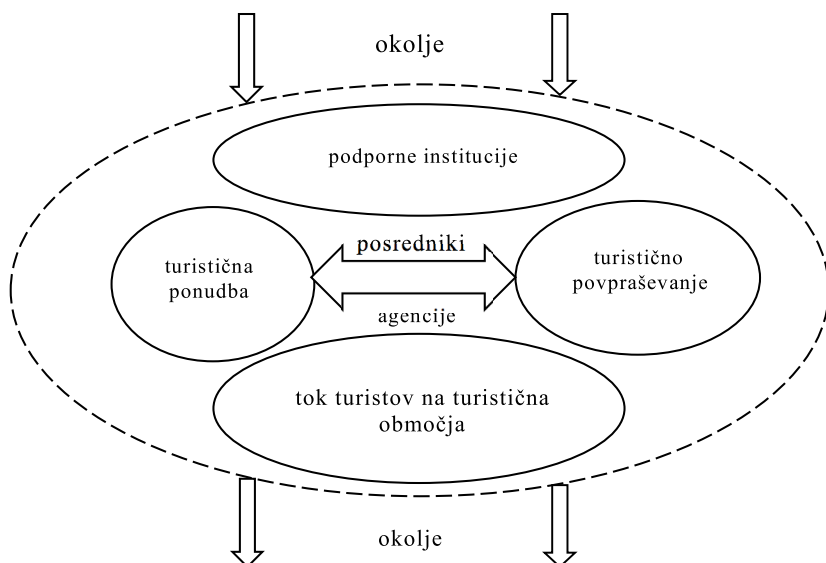 okolje
podporne institucije
posredniki
turistična
ponudba
turistično
povpraševanje
agencije
tok turistov na turistična
območja
okolje